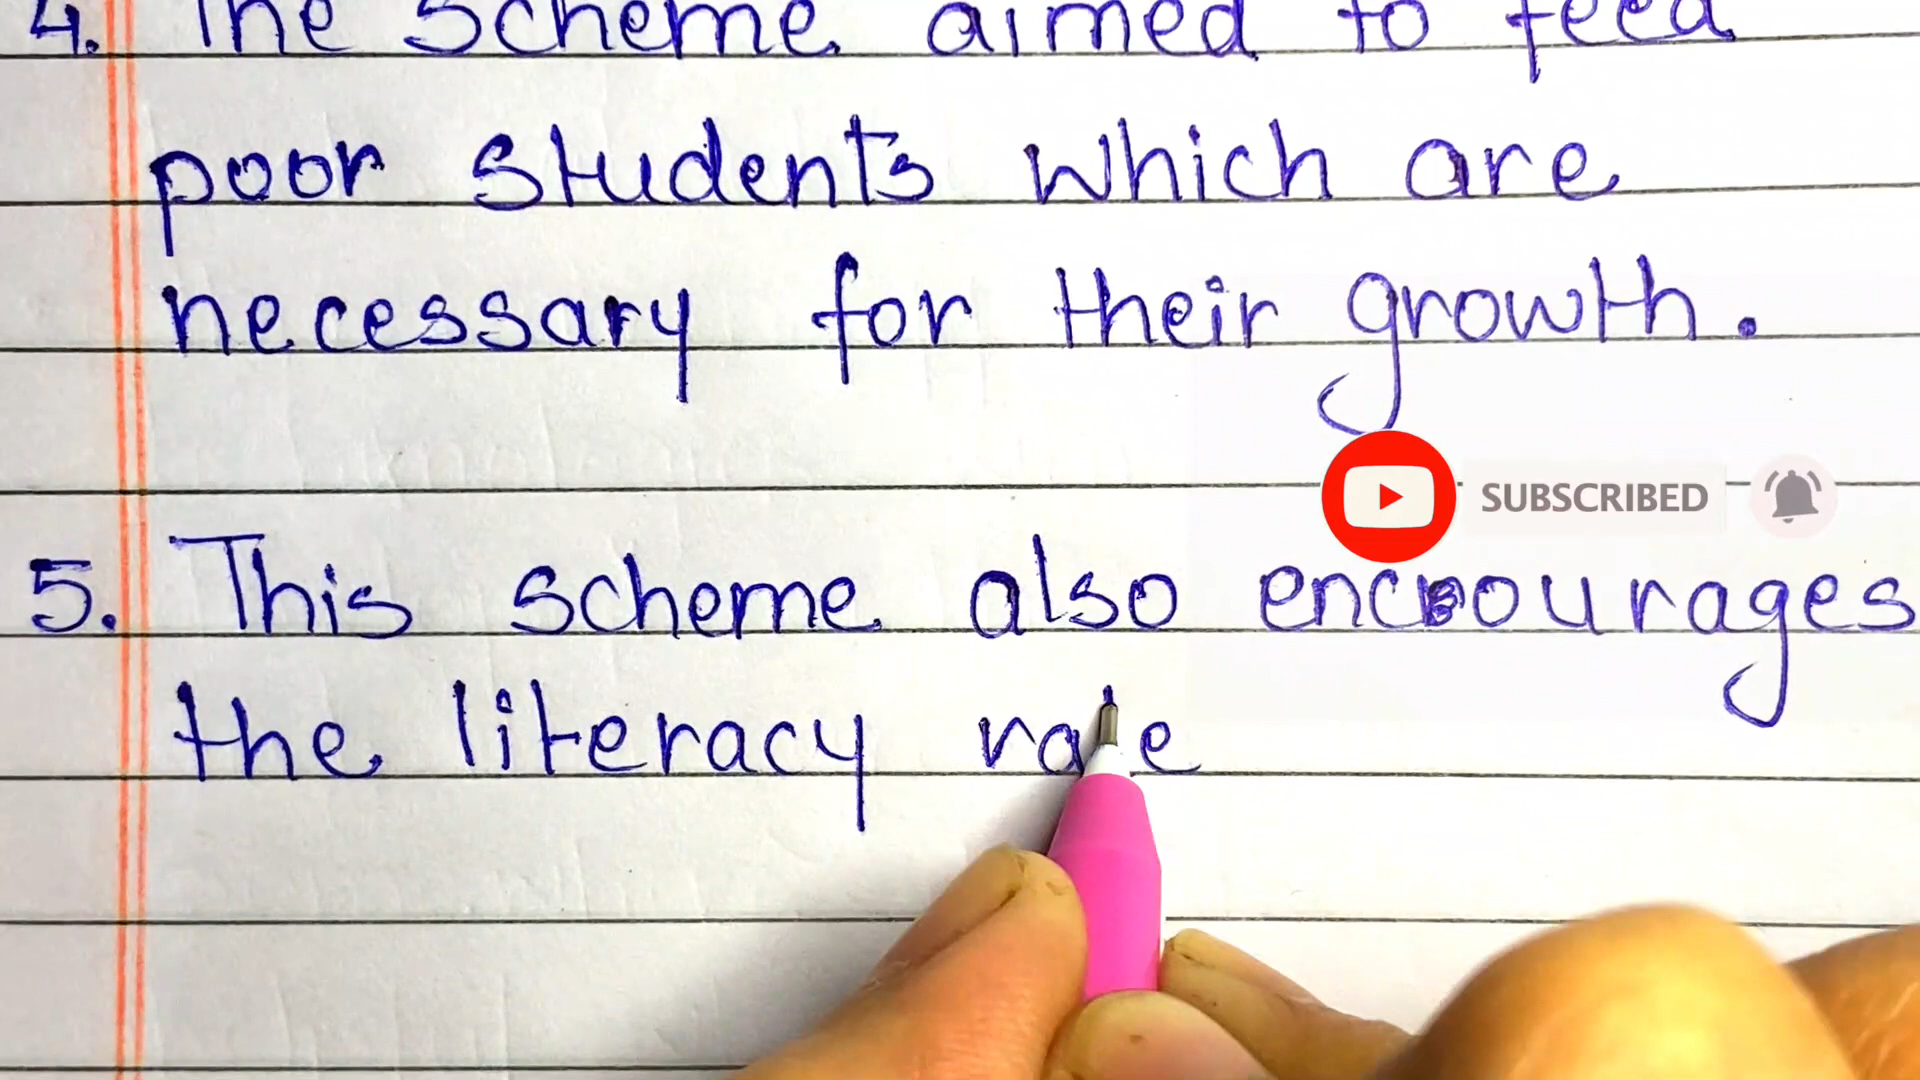 4. The scheme aimed to feed
poor students which are
necessary for their growth.
SUBSCRIBED
5. This scheme also encourages
the literacy rate